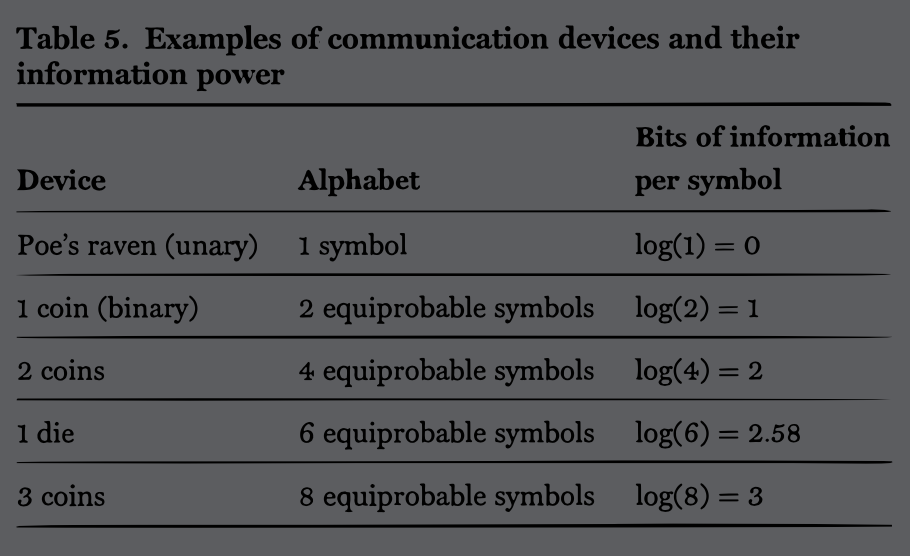 Table 5. Examples of communication devices and their
information power
Bits of information
Device Alphabet per symbol
Poe's raven (unary) 1 symbol log(1) = 0
1 coin (binary) 2 equiprobable symbols log(2) = 1
2 coins 4 equiprobable symbols log(4) = 2
1 die 6 equiprobable symbols log(6) = 2.58
3 coins 8 equiprobable symbols log(8) = 3